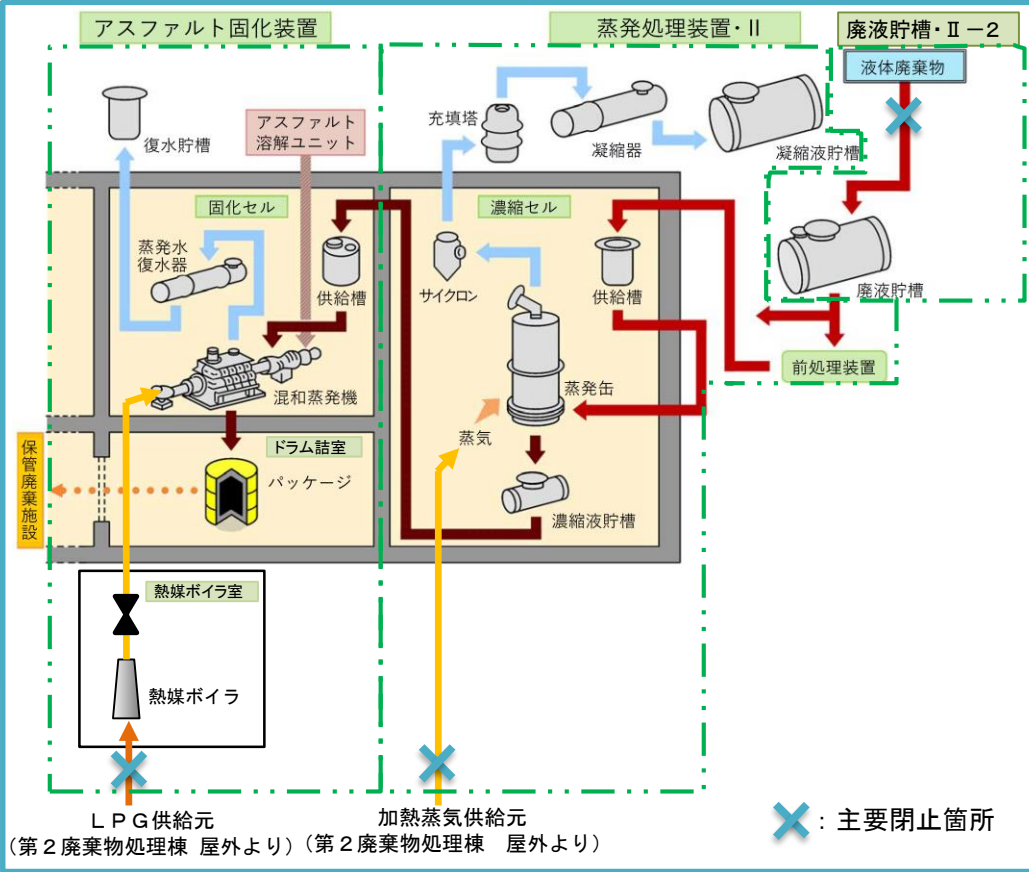 アスファルト固化装置
蒸発処理装置・Ⅱ
廃液貯槽・Ⅱ－2
液体廃棄物
復水貯槽
アスファルト
溶解ユニット
充填塔
凝縮器
凝縮液貯槽
固化セル
濃縮セル
蒸発水
復水器
供給槽
サイクロン
供給槽
廃液貯槽
混和蒸発機
蒸発缶
前処理装置
蒸気
保管廃棄施設
ドラム詰室
パッケージ
濃縮液貯槽
熱媒ボイラ室
熱媒ボイラ
ＬＰＧ供給元
(第２廃棄物処理棟 屋外より)
加熱蒸気供給元
(第２廃棄物処理棟　屋外より)
：主要閉止箇所